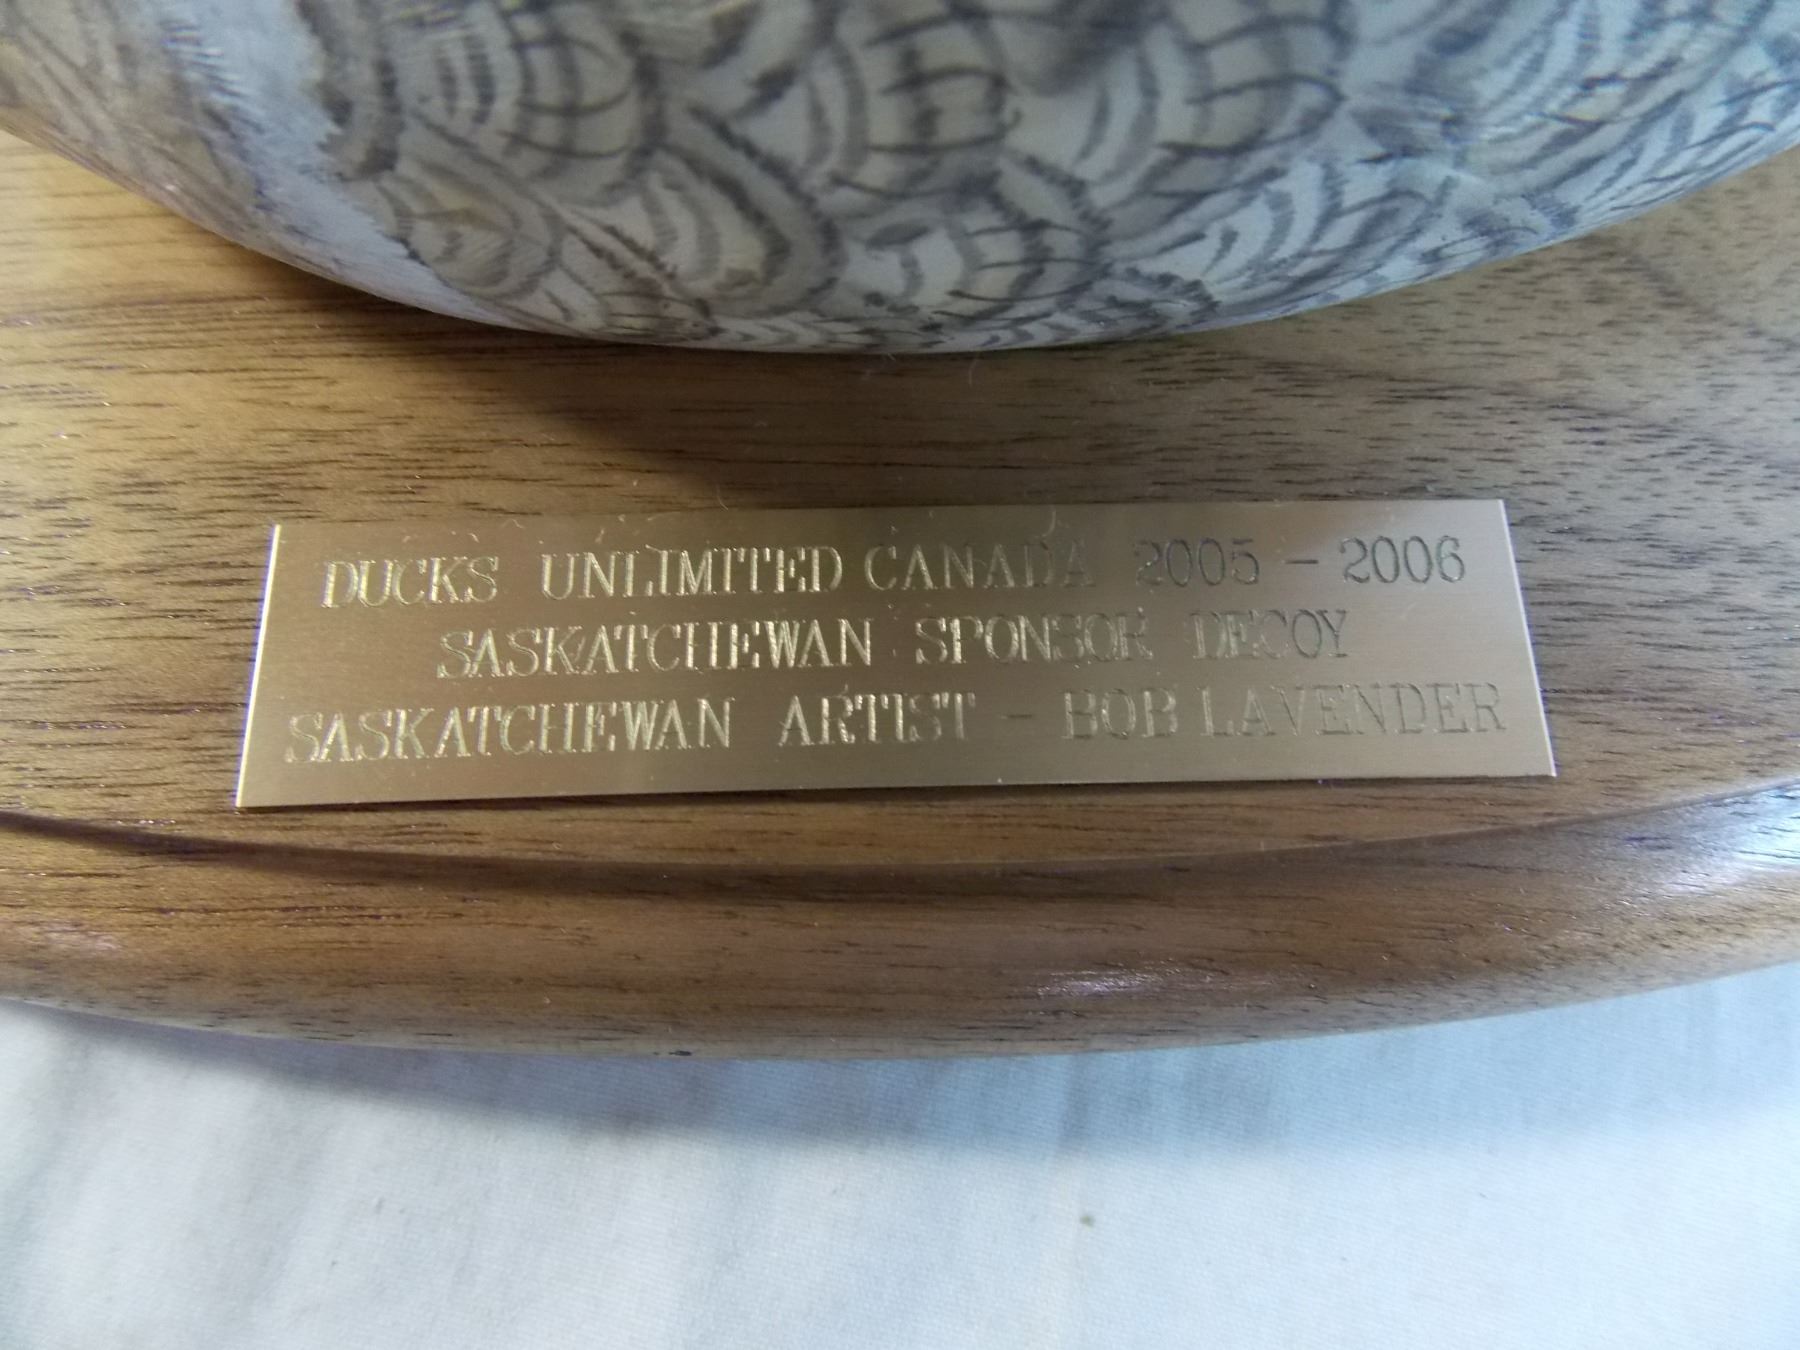 DUCKS UNLIMITED CANADA 2005 - 2006
SASKATCHEWAN SPONSOR DECOY
SASKATCHEWAN ARTIST - BOB LAVENDER